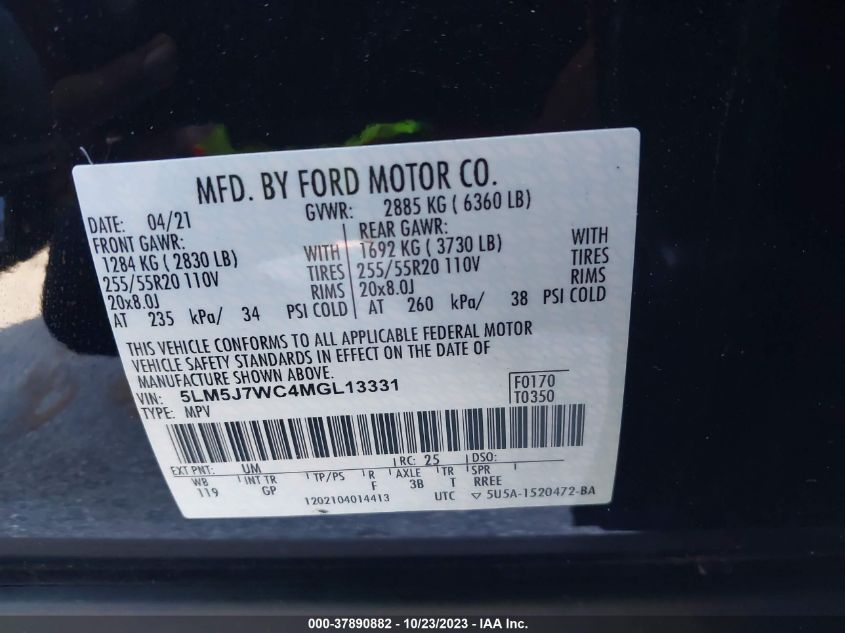 MFD. BY FORD MOTOR CO.
DATE: 04/21 GVWR: 2885 KG ( 6360 LB)
FRONT GAWR: REAR GAWR:
1284 KG ( 2830 LB) WITH 1692 KG ( 3730 LB) WITH
255/55R20 110V TIRES 255/55R20 110V TIRES
20x8.0J RIMS 20x8.0J RIMS
AT 235 kPa/ 34 PSI COLD AT 260 kPa/ 38 PSI COLD
THIS VEHICLE CONFORMS TO ALL APPLICABLE FEDERAL MOTOR
VEHICLE SAFETY STANDARDS IN EFFECT ON THE DATE OF
MANUFACTURE SHOWN ABOVE.
VIN: 5LM5J7WC4MGL13331 F0170
TYPE: MPV T0350
EXT PNT: UM RC: 25 DSO:
WB INT TR TP/PS R AXLE TR SPR
119 GP F 3B T RREE
1202104014413 UTC ▽ 5U5A-1520472-BA
000-37890882 / 10/23/2023 - IAA Inc.